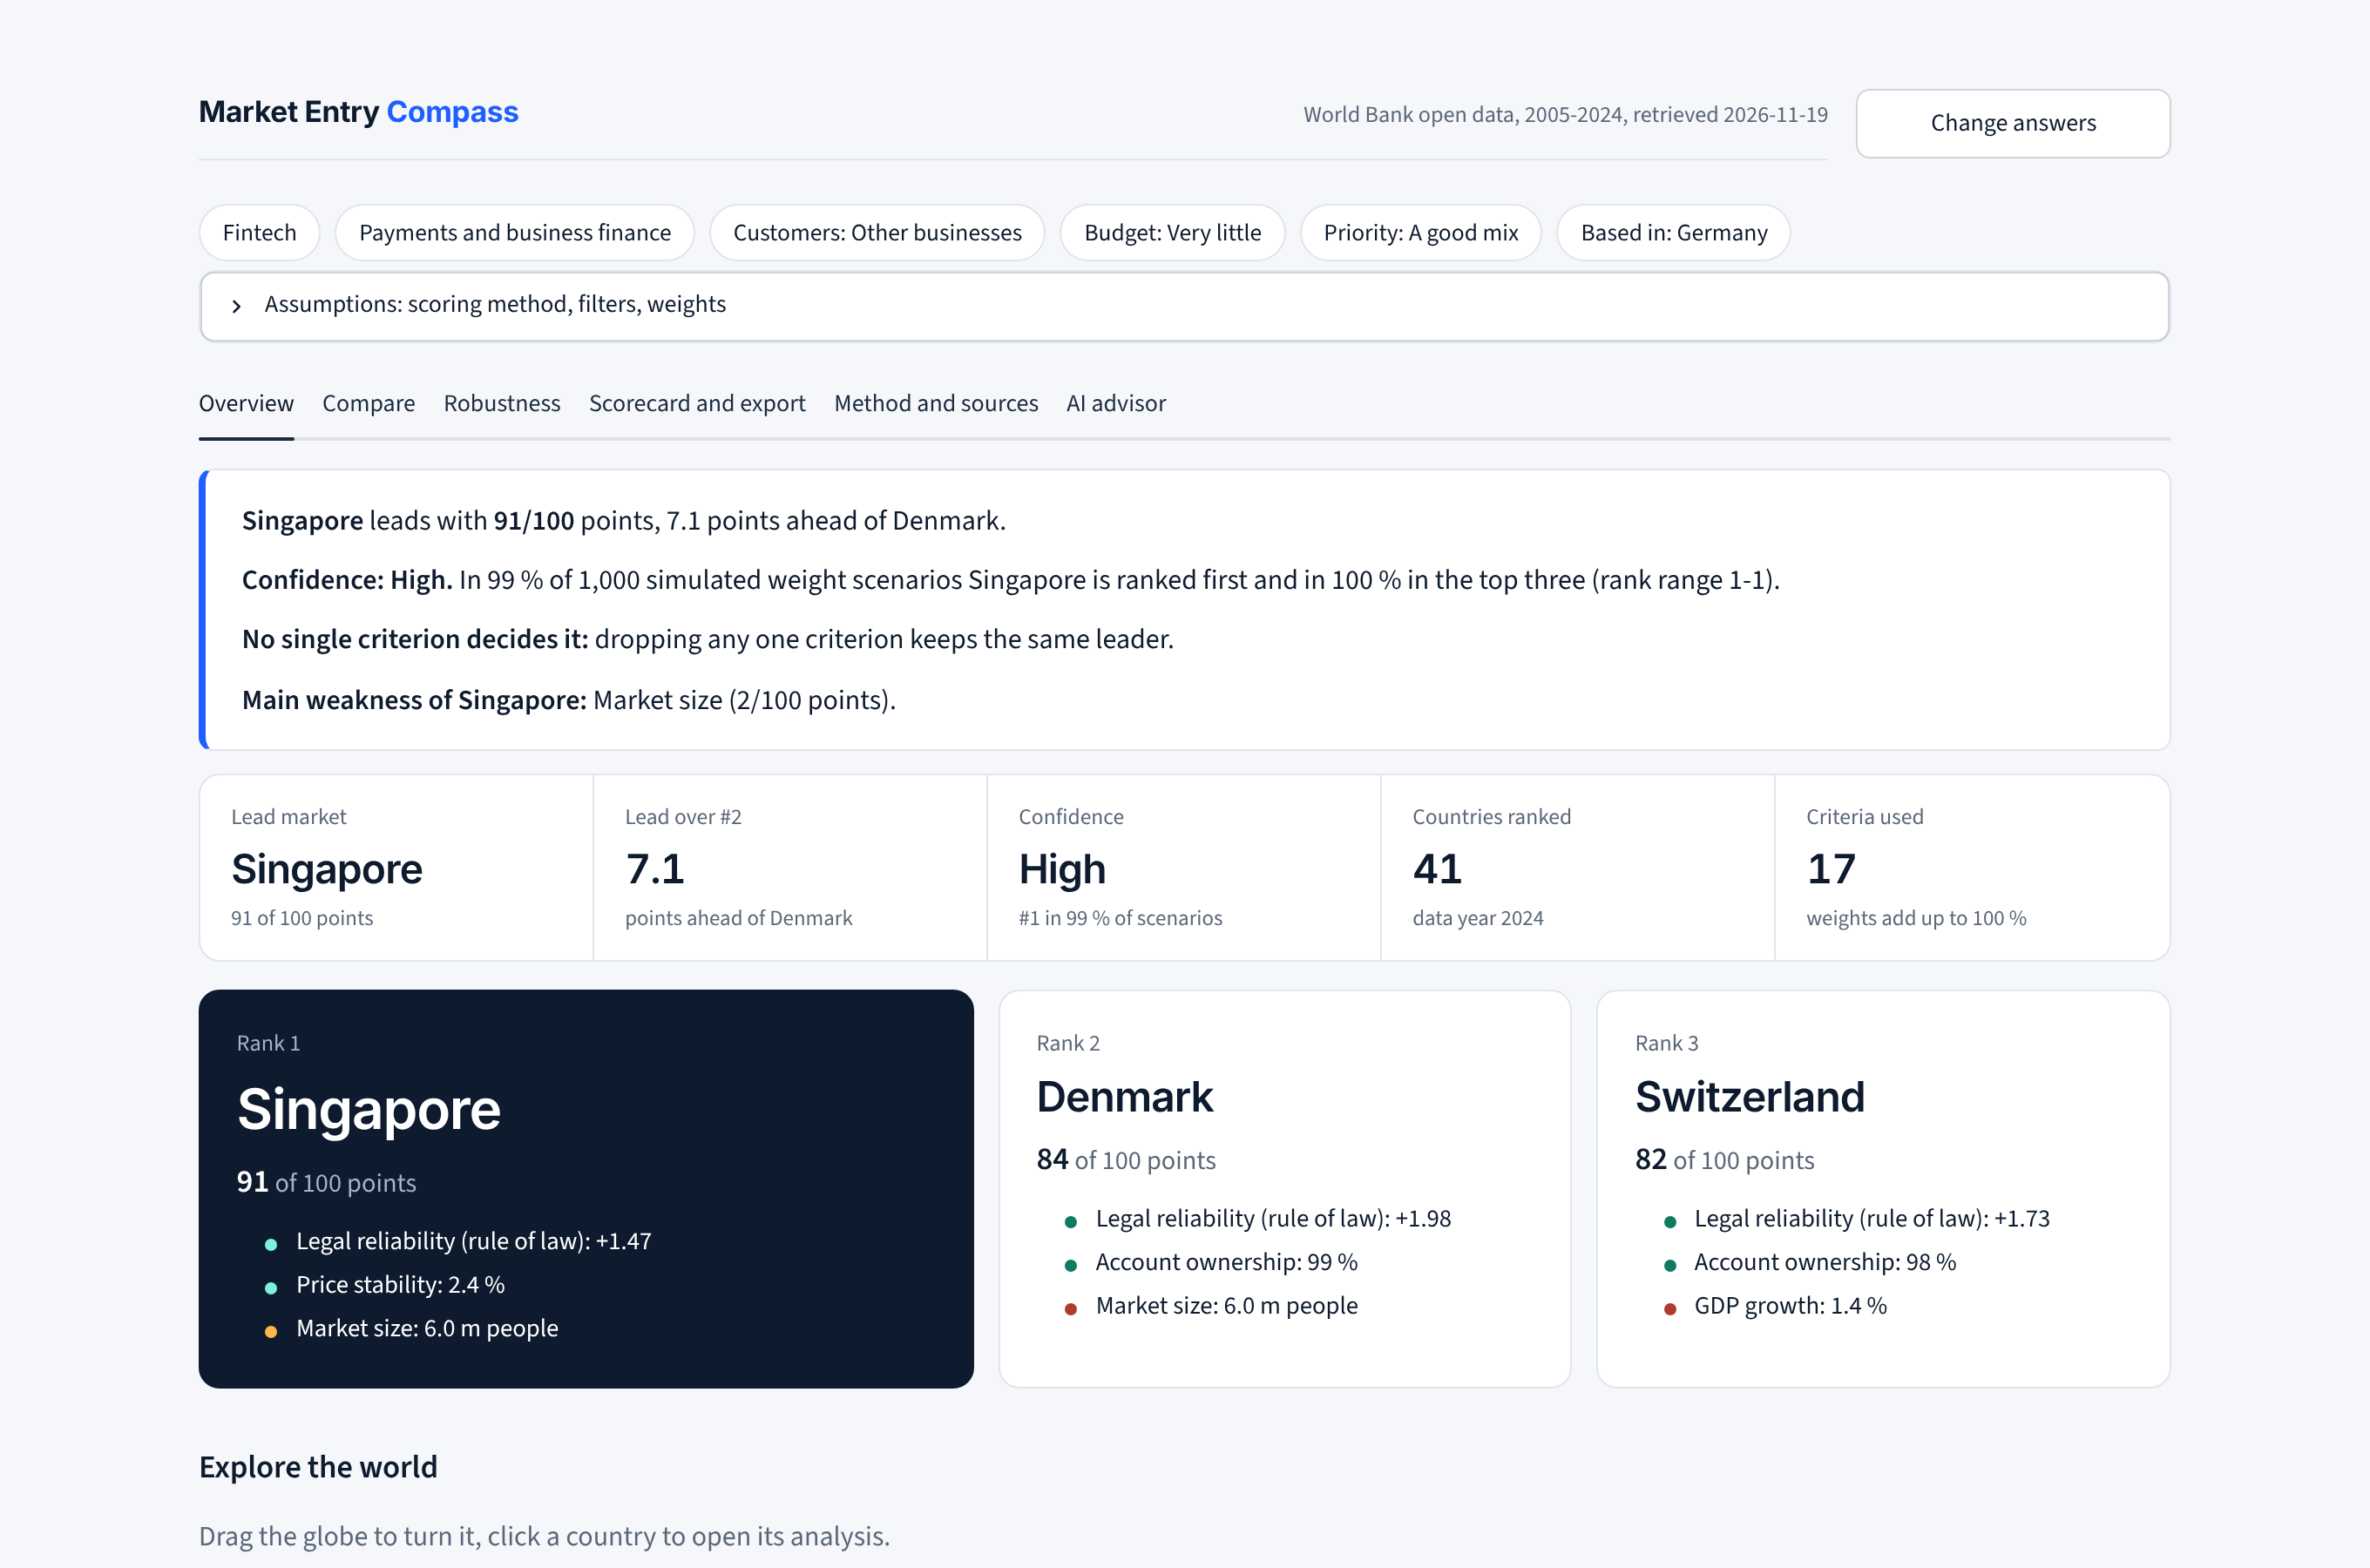 Market Entry Compass
World Bank open data, 2005-2024, retrieved 2026-11-19
Change answers
Fintech
Payments and business finance
Customers: Other businesses
Budget: Very little
Priority: A good mix
Based in: Germany
Assumptions: scoring method, filters, weights
Overview
Compare
Robustness
Scorecard and export
Method and sources
AI advisor
Singapore leads with 91/100 points, 7.1 points ahead of Denmark.
Confidence: High. In 99 % of 1,000 simulated weight scenarios Singapore is ranked first and in 100 % in the top three (rank range 1-1).
No single criterion decides it: dropping any one criterion keeps the same leader.
Main weakness of Singapore: Market size (2/100 points).
Lead market
Singapore
91 of 100 points
Lead over #2
7.1
points ahead of Denmark
Confidence
High
#1 in 99 % of scenarios
Countries ranked
41
data year 2024
Criteria used
17
weights add up to 100 %
Rank 1
Singapore
91 of 100 points
Legal reliability (rule of law): +1.47
Price stability: 2.4 %
Market size: 6.0 m people
Rank 2
Denmark
84 of 100 points
Legal reliability (rule of law): +1.98
Account ownership: 99 %
Market size: 6.0 m people
Rank 3
Switzerland
82 of 100 points
Legal reliability (rule of law): +1.73
Account ownership: 98 %
GDP growth: 1.4 %
Explore the world
Drag the globe to turn it, click a country to open its analysis.